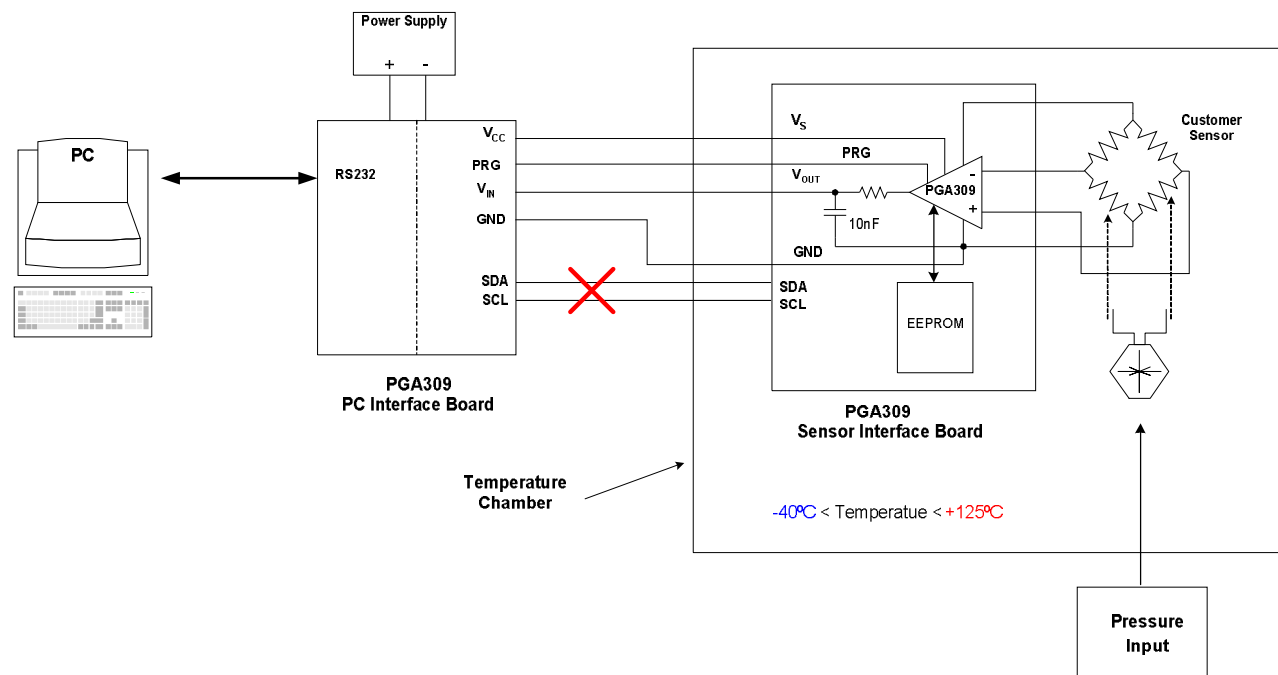 Power Supply
+ -
PC
RS232
VCC
PRG
VIN
GND
SDA
SCL
PGA309
PC Interface Board
VS
PRG
VOUT
10nF
GND
SDA
SCL
PGA309
-
+
EEPROM
PGA309
Sensor Interface Board
Customer
Sensor
Temperature
Chamber
-40ºC < Temperatue < +125ºC
Pressure
Input